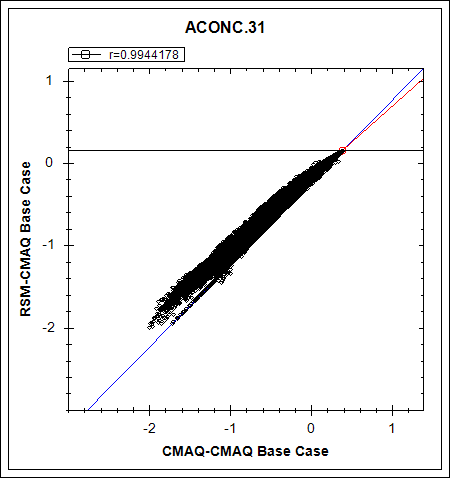 ACONC.31
r=0.9944178
1
0
-1
-2
RSM-CMAQ Base Case
-2
-1
0
1
CMAQ-CMAQ Base Case